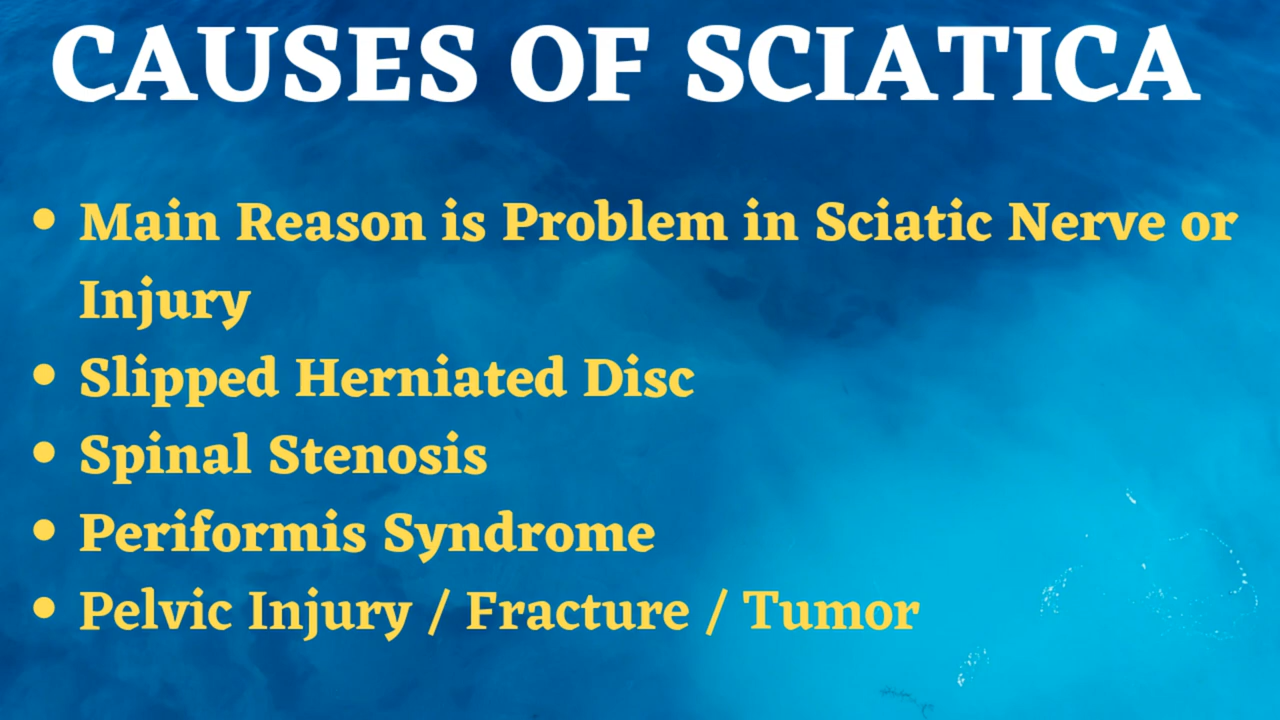 CAUSES OF SCIATICA
• Main Reason is Problem in Sciatic Nerve or
Injury
• Slipped Herniated Disc
• Spinal Stenosis
• Periformis Syndrome
• Pelvic Injury / Fracture / Tumor